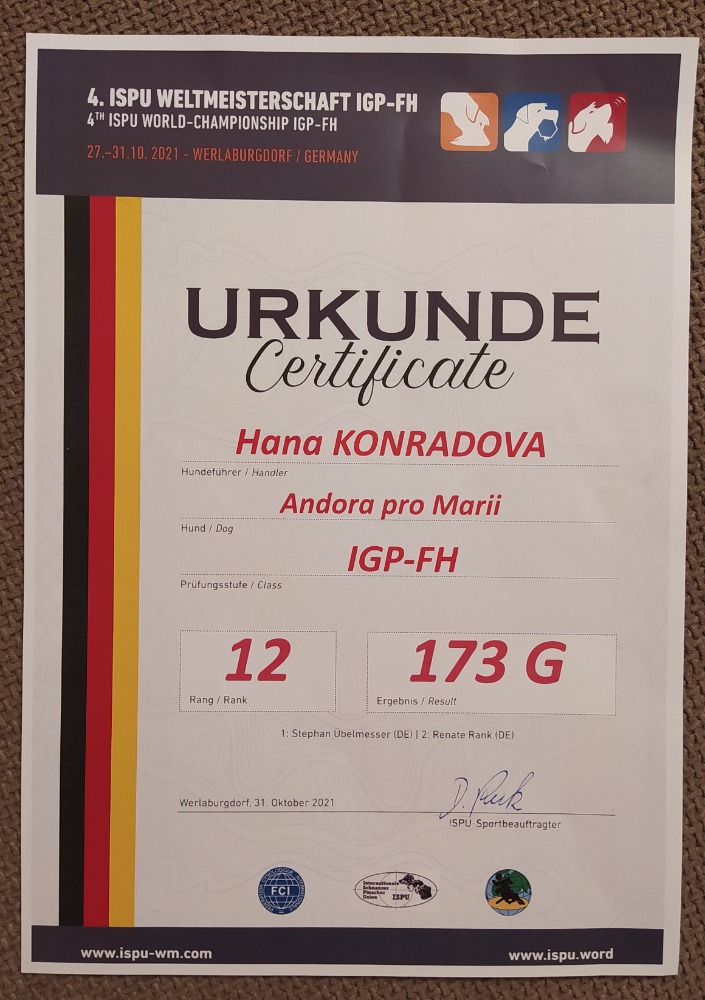 4. ISPU WELTMEISTERSCHAFT IGP-FH
4TH ISPU WORLD-CHAMPIONSHIP IGP-FH
27.–31.10. 2021 - WERLABURGDORF / GERMANY
URKUNDE
Certificate
Hana KONRADOVA
Hundeführer / Handler
Andora pro Marii
Hund / Dog
IGP-FH
Prüfungsstufe / Class
12
Rang / Rank
173 G
Ergebnis / Result
1: Stephan Übelmesser (DE) | 2: Renate Rank (DE)
Werlaburgdorf, 31. Oktober 2021
ISPU-Sportbeauftragter
FCI
Internationale
Schnauzer
Pinscher
Union
ISPU
www.ispu-wm.com
www.ispu.word